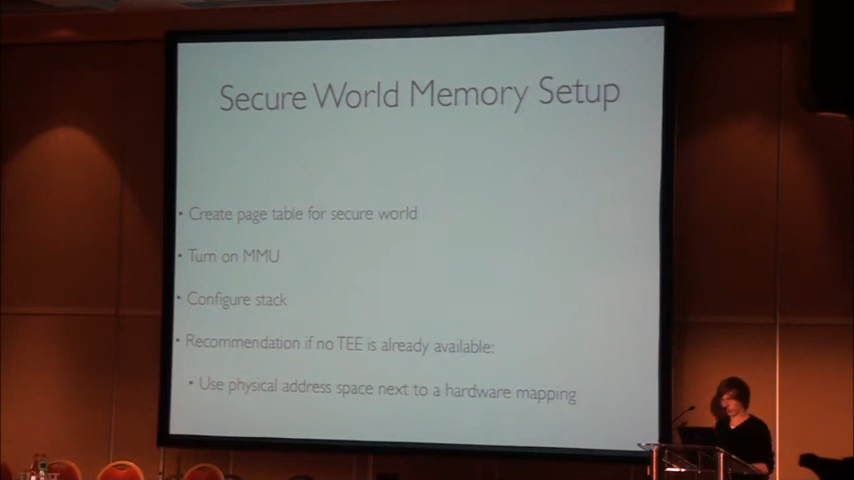 Secure World Memory Setup
• Create page table for secure world
• Turn on MMU
• Configure stack
• Recommendation if no TEE is already available:
• Use physical address space next to a hardware mapping